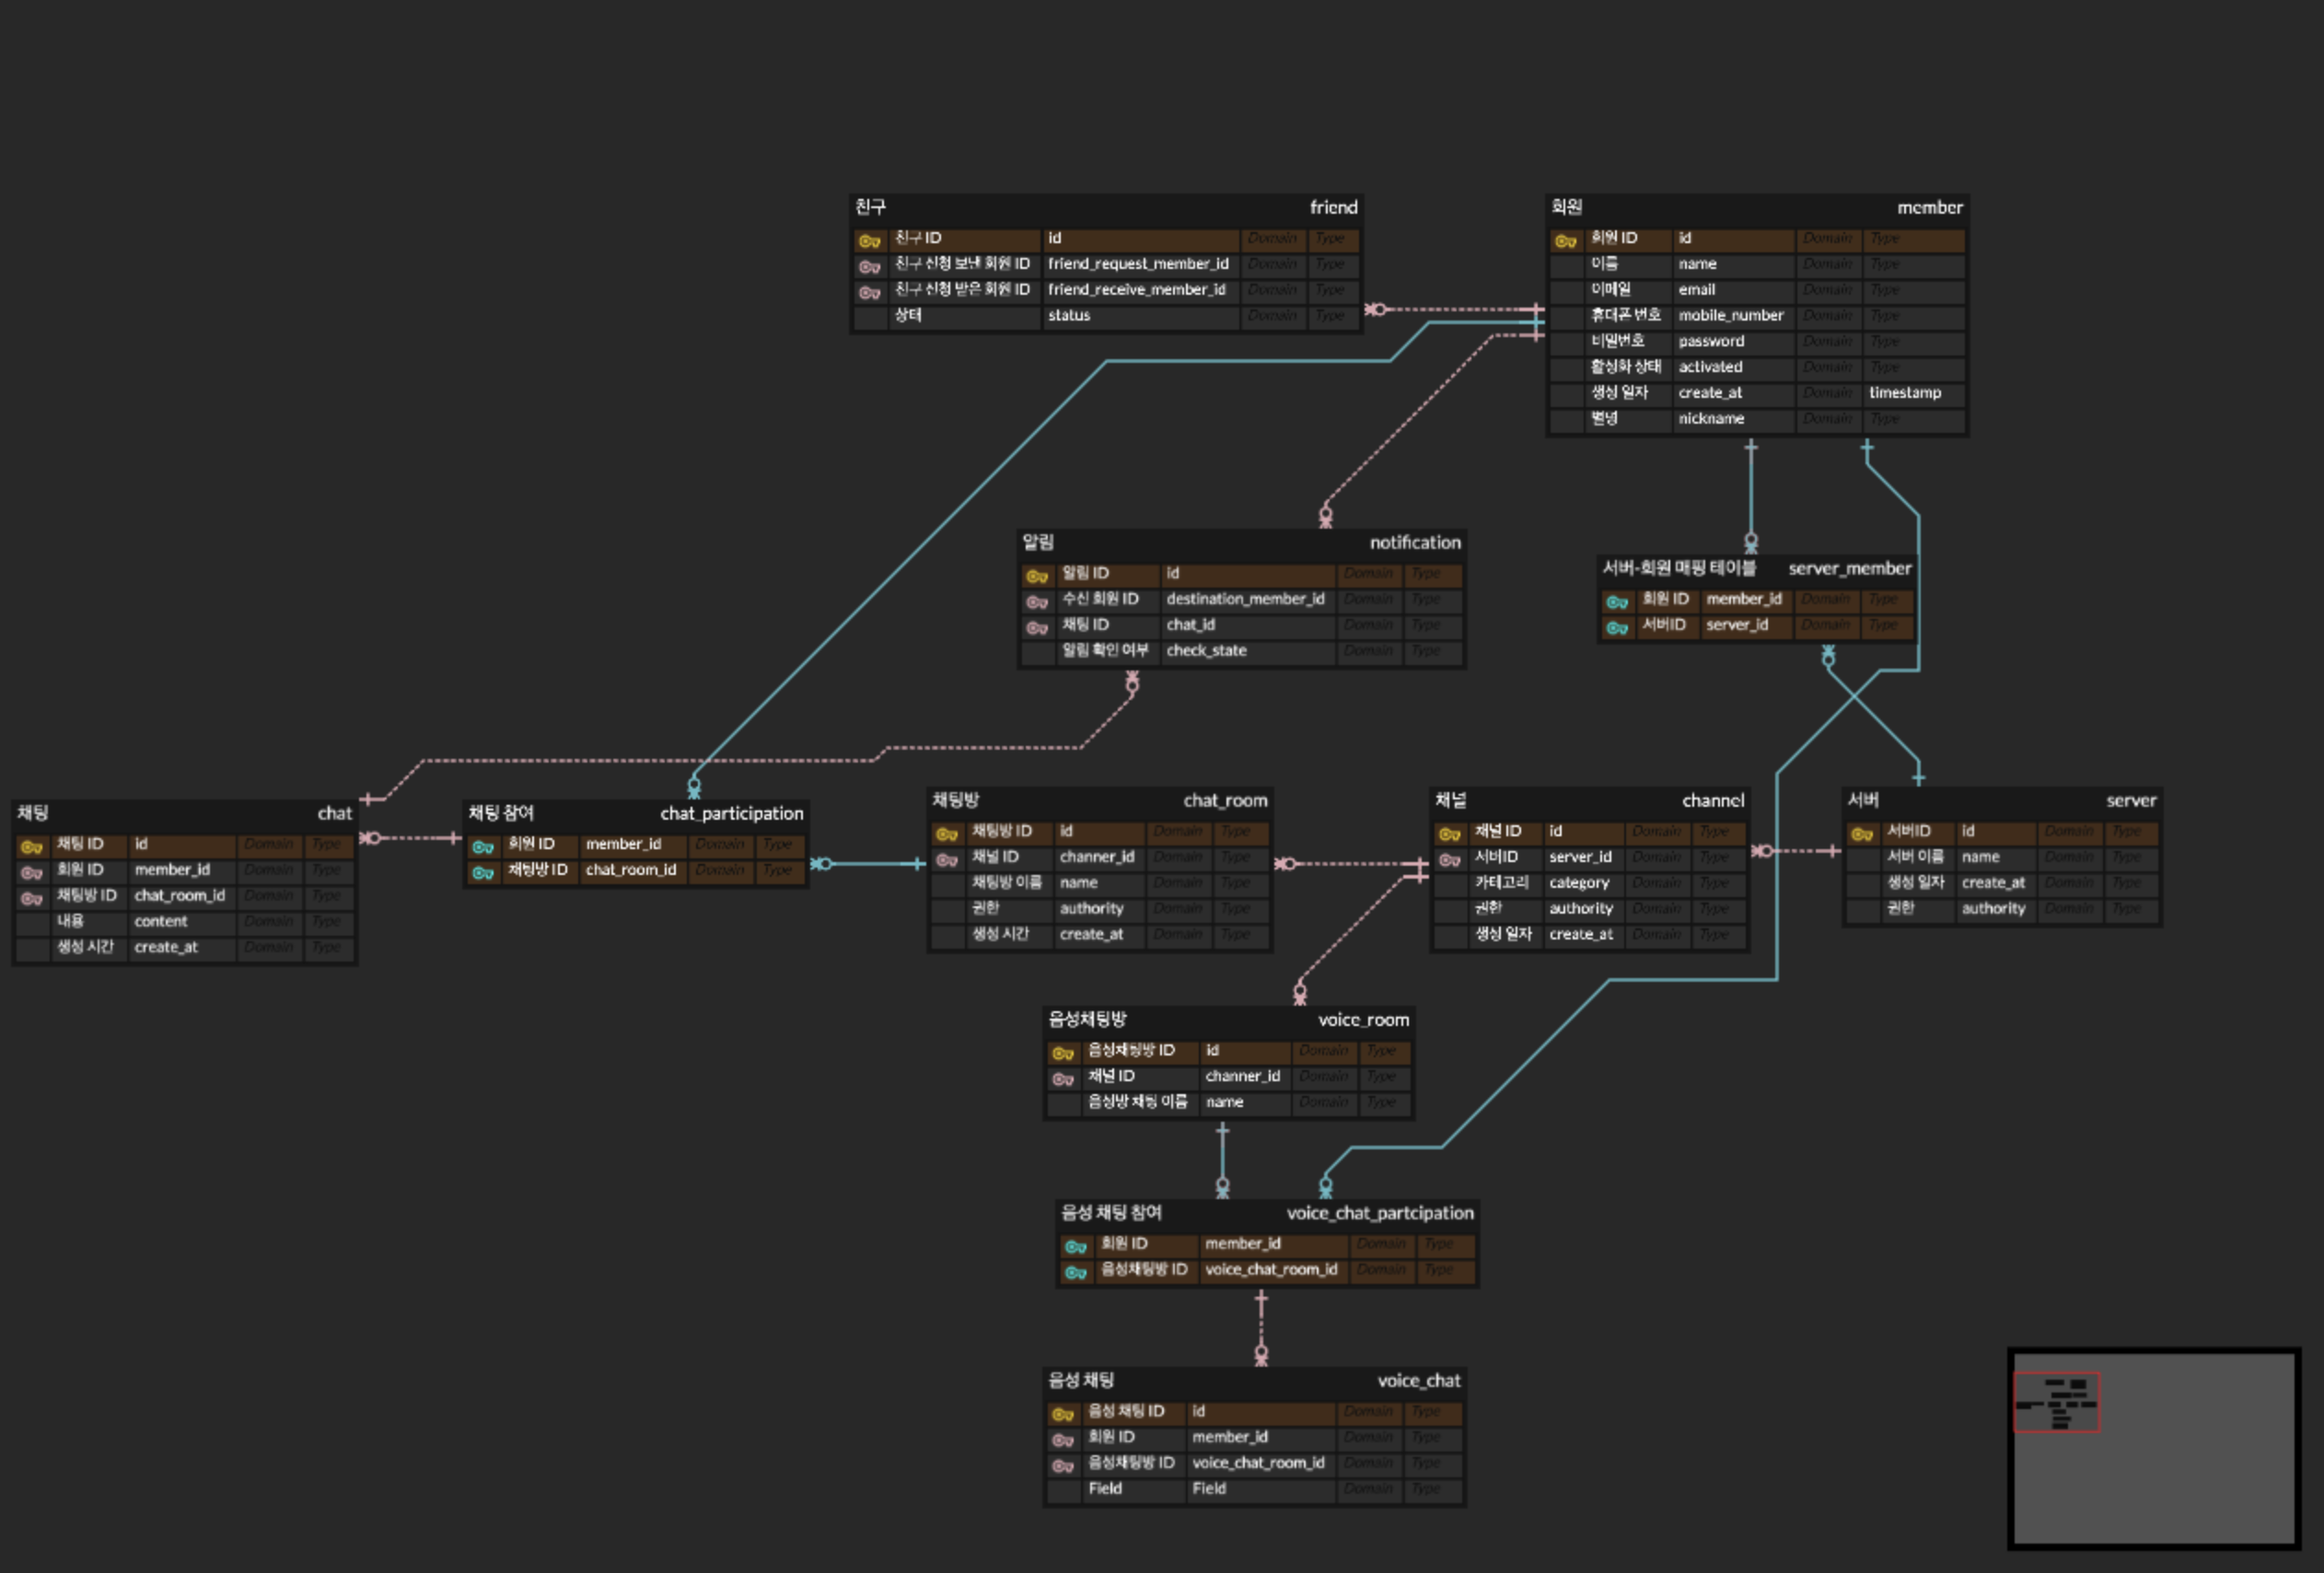 친구 friend
친구 ID id Domain Type
친구 신청 보낸 회원 ID friend_request_member_id Domain Type
친구 신청 받은 회원 ID friend_receive_member_id Domain Type
상태 status Domain Type
회원 member
회원 ID id Domain Type
이름 name Domain Type
이메일 email Domain Type
휴대폰 번호 mobile_number Domain Type
비밀번호 password Domain Type
활성화 상태 activated Domain Type
생성 일자 create_at Domain timestamp
별명 nickname Domain Type
알림 notification
알림 ID id Domain Type
수신 회원 ID destination_member_id Domain Type
채팅 ID chat_id Domain Type
알림 확인 여부 check_state Domain Type
서버-회원 매핑 테이블 server_member
회원 ID member_id Domain Type
서버ID server_id Domain Type
채팅 chat
채팅 ID id Domain Type
회원 ID member_id Domain Type
채팅방 ID chat_room_id Domain Type
내용 content Domain Type
생성 시간 create_at Domain Type
채팅 참여 chat_participation
회원 ID member_id Domain Type
채팅방 ID chat_room_id Domain Type
채팅방 chat_room
채팅방 ID id Domain Type
채널 ID channer_id Domain Type
채팅방 이름 name Domain Type
권한 authority Domain Type
생성 시간 create_at Domain Type
채널 channel
채널 ID id Domain Type
서버ID server_id Domain Type
카테고리 category Domain Type
권한 authority Domain Type
생성 일자 create_at Domain Type
서버 server
서버ID id Domain Type
서버 이름 name Domain Type
생성 일자 create_at Domain Type
권한 authority Domain Type
음성채팅방 voice_room
음성채팅방 ID id Domain Type
채널 ID channer_id Domain Type
음성방 채팅 이름 name Domain Type
음성 채팅 참여 voice_chat_partcipation
회원 ID member_id Domain Type
음성채팅방 ID voice_chat_room_id Domain Type
음성 채팅 voice_chat
음성 채팅 ID id Domain Type
회원 ID member_id Domain Type
음성채팅방 ID voice_chat_room_id Domain Type
Field Field Domain Type